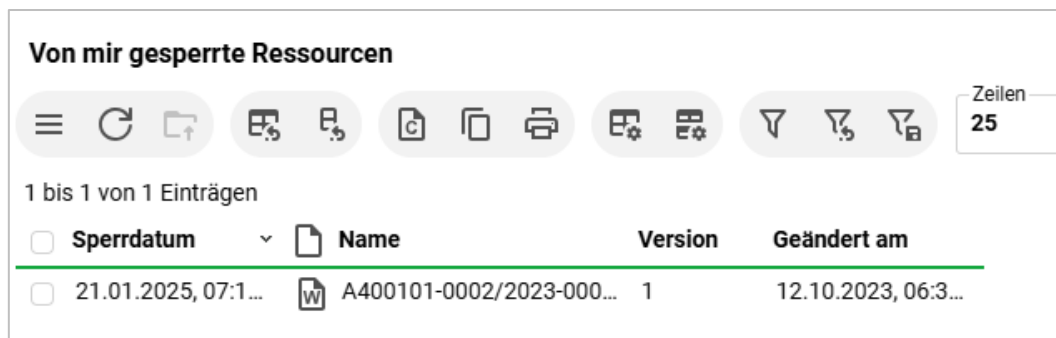 Von mir gesperrte Ressourcen
Zeilen
25
1 bis 1 von 1 Einträgen
Sperrdatum Name Version Geändert am
21.01.2025, 07:1... W A400101-0002/2023-000... 1 12.10.2023, 06:3...